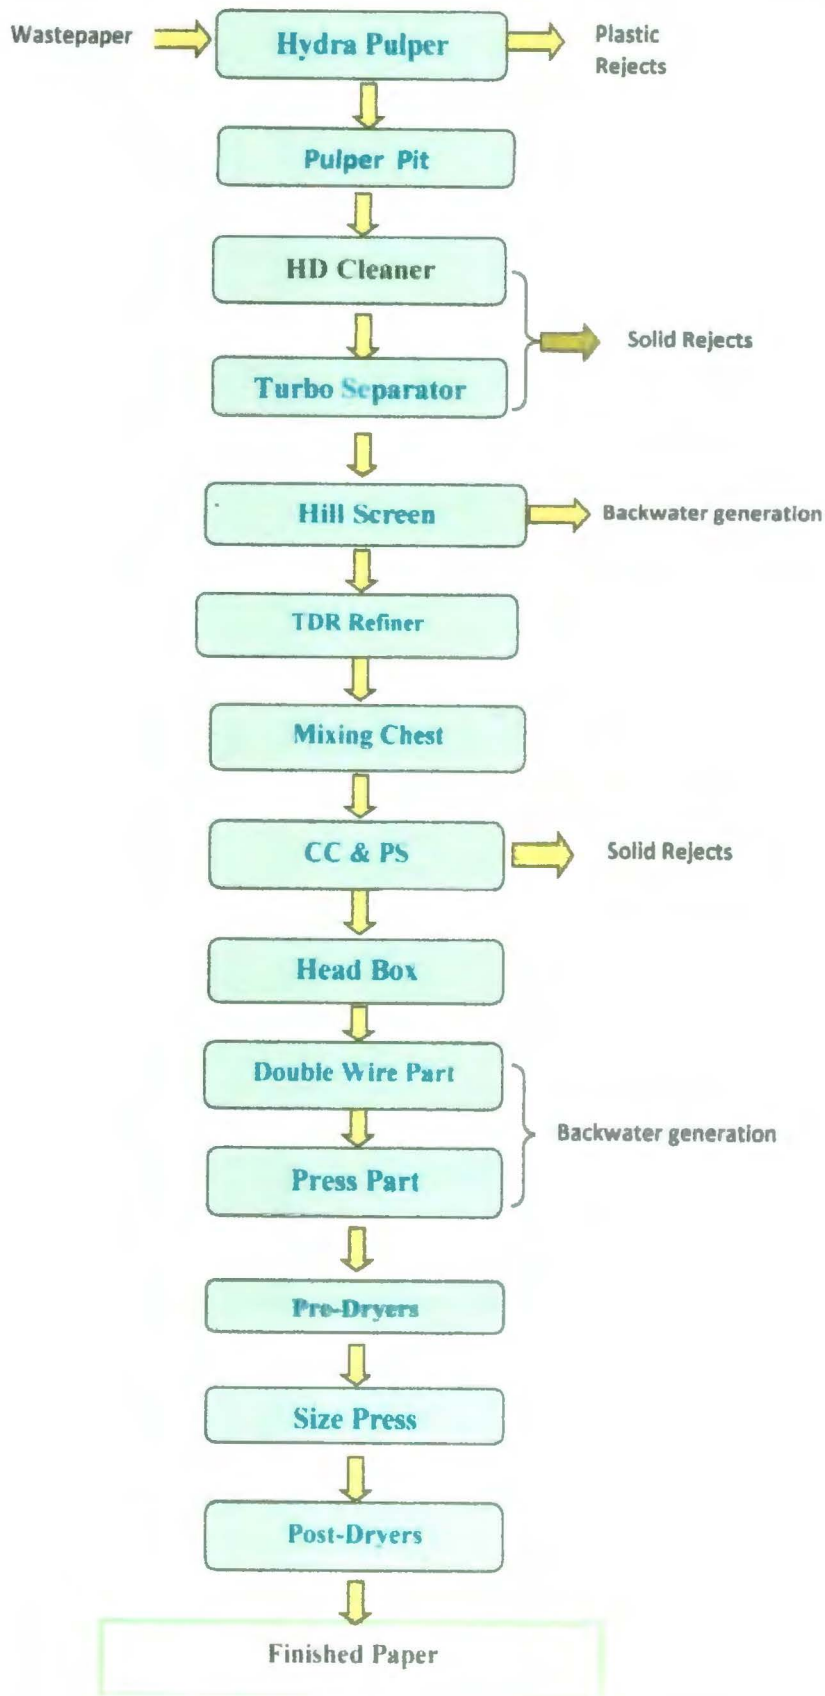 Wastepaper
Hydra Pulper
Plastic
Rejects
Pulper Pit
HD Cleaner
Solid Rejects
Turbo Separator
Hill Screen
Backwater generation
TDR Refiner
Mixing Chest
CC & PS
Solid Rejects
Head Box
Double Wire Part
Backwater generation
Press Part
Pre-Dryers
Size Press
Post-Dryers
Finished Paper